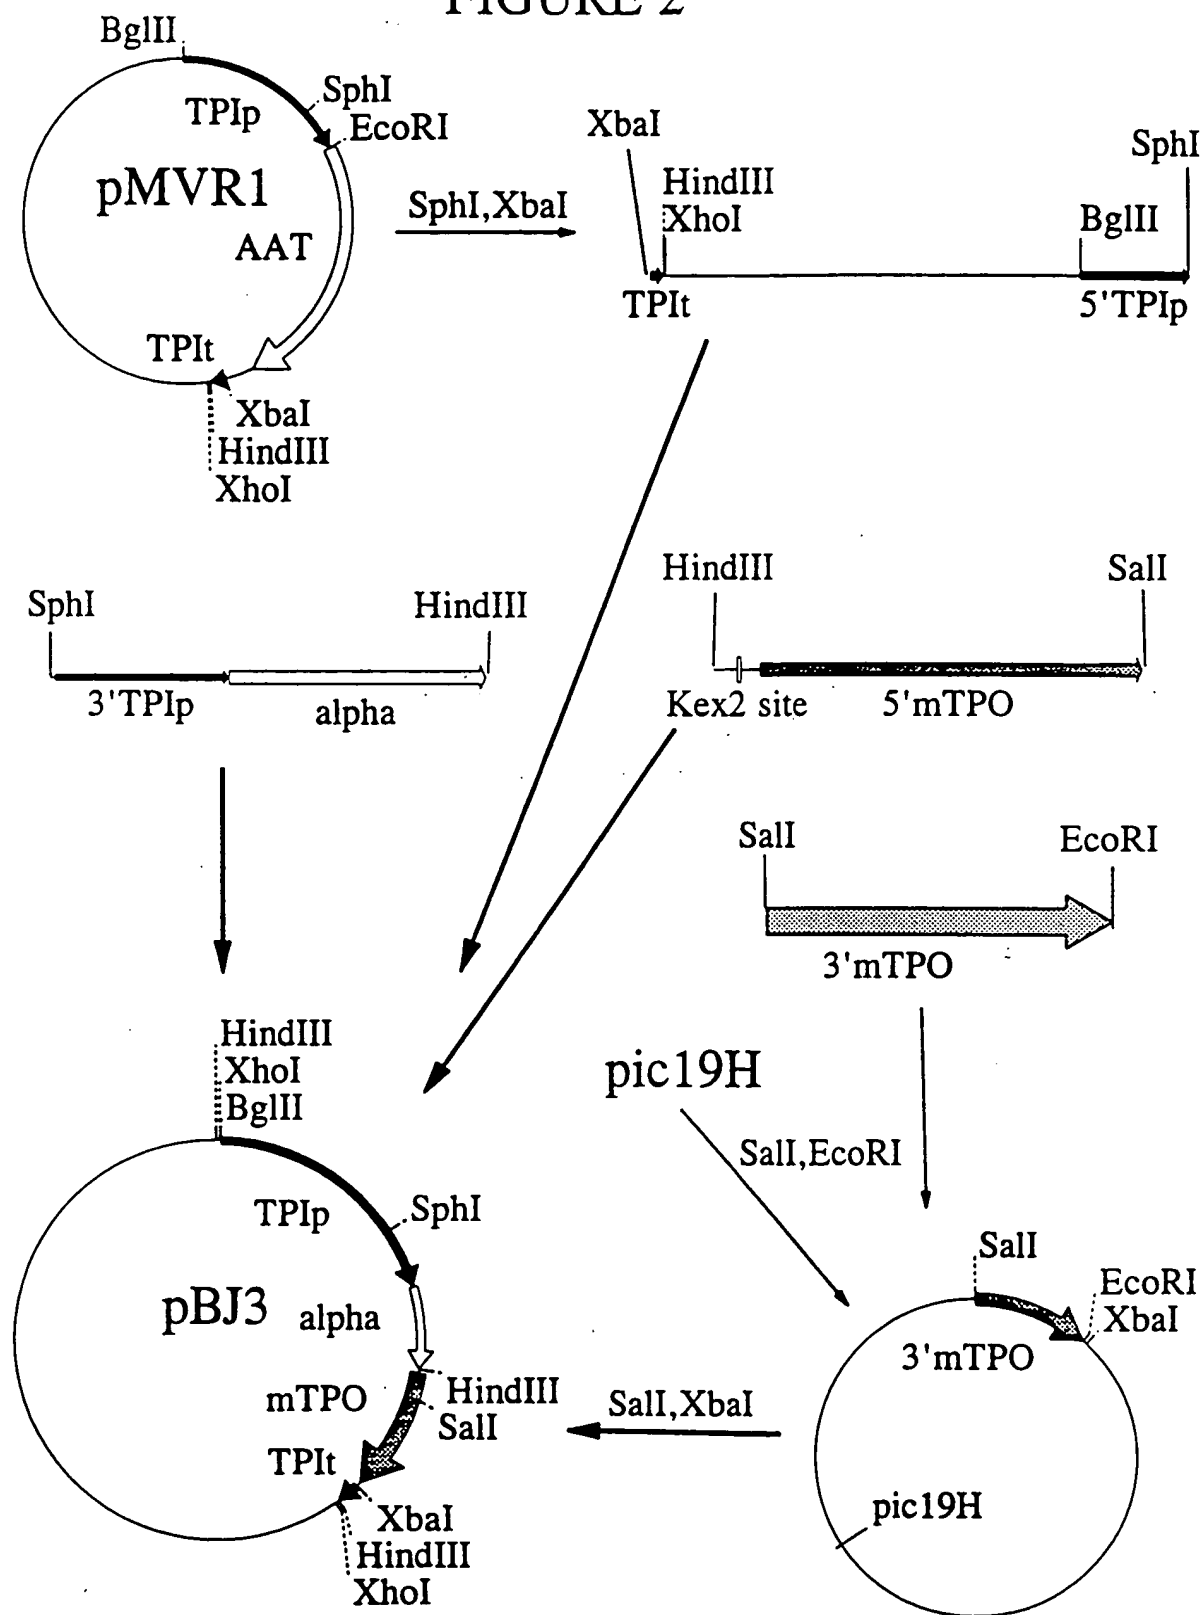 FIGURE 2
BglII
TPIp
SphI
EcoRI
pMVR1
AAT
TPIt
XbaI
HindIII
XhoI
SphI,XbaI
XbaI
HindIII
XhoI
SphI
BglII
TPIt
5'TPIp
SphI
HindIII
3'TPIp
alpha
HindIII
SalI
Kex2 site
5'mTPO
SalI
EcoRI
3'mTPO
pic19H
SalI,EcoRI
HindIII
XhoI
BglII
TPIp
SphI
pBJ3
alpha
mTPO
HindIII
SalI
TPIt
XbaI
HindIII
XhoI
SalI,XbaI
SalI
EcoRI
XbaI
3'mTPO
pic19H